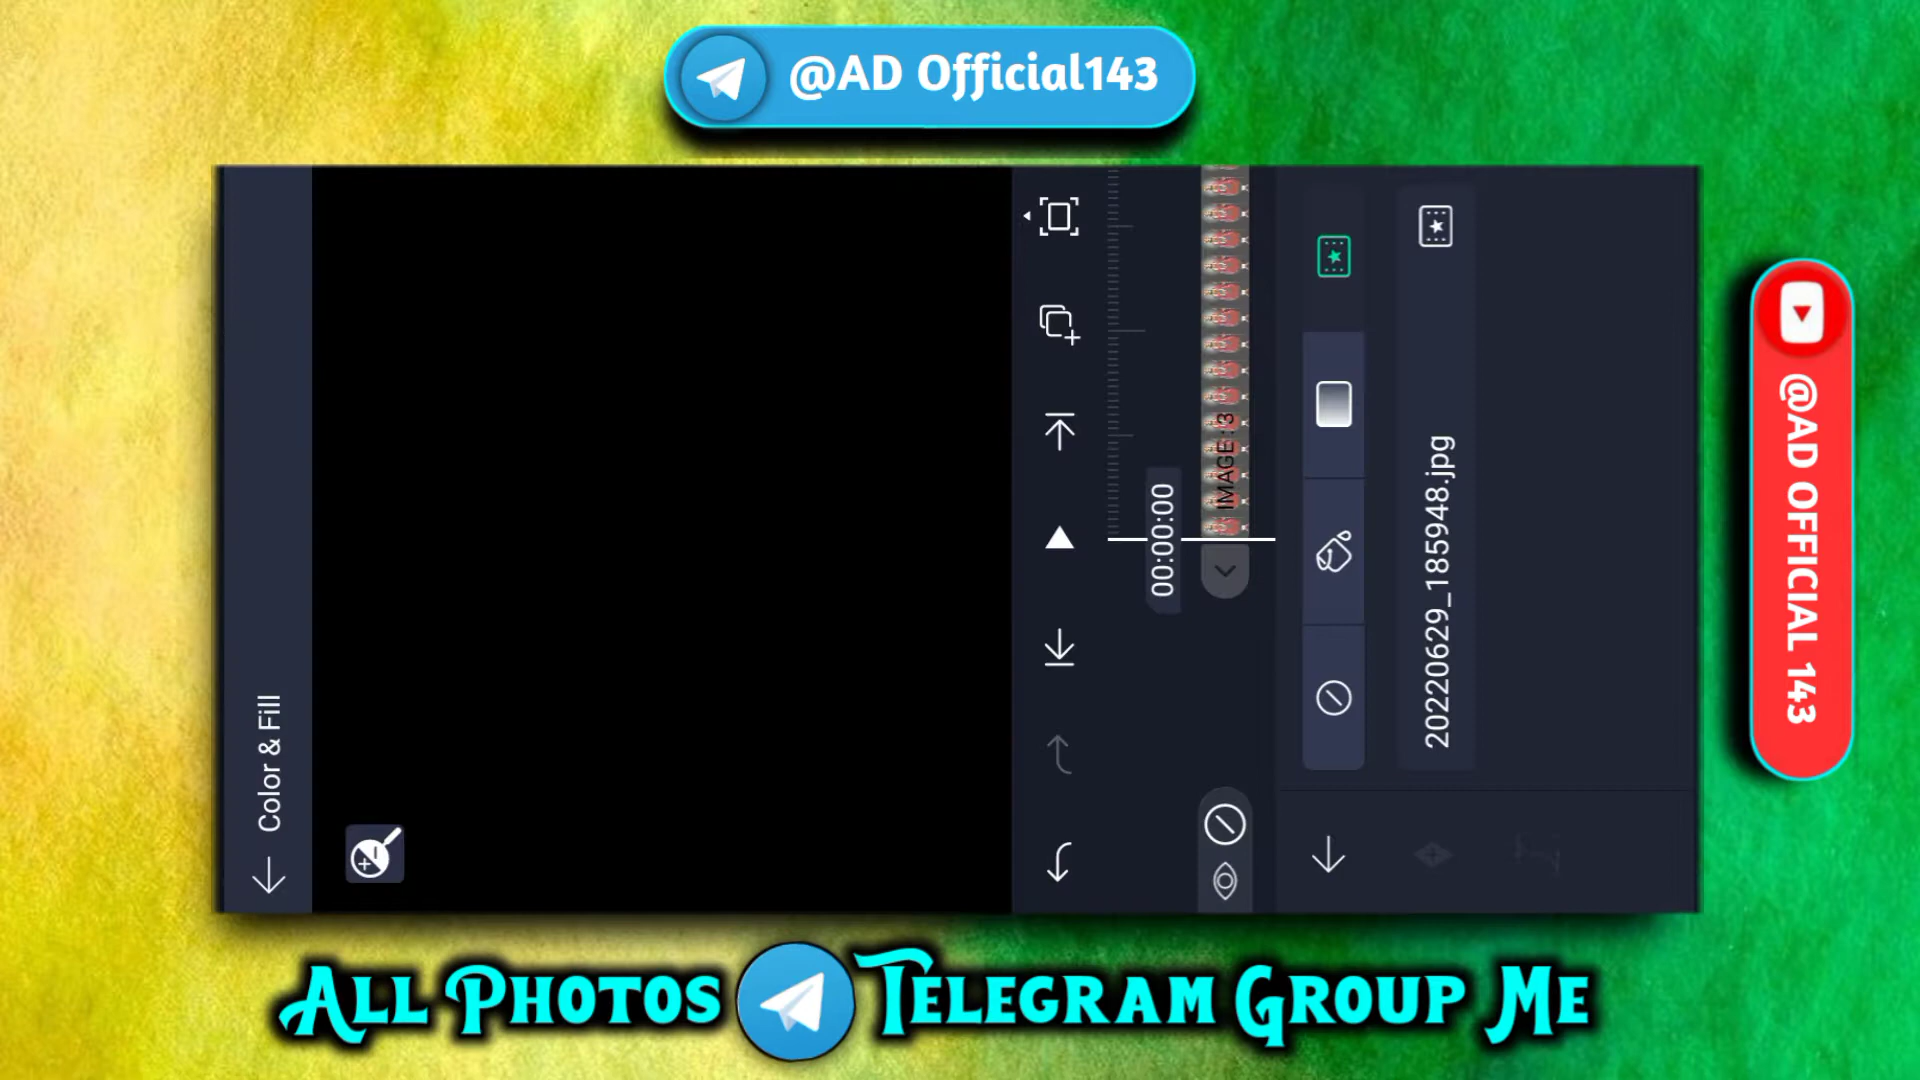 @AD Official143
Color & Fill
00:00:00
IMAGE: 3
20220629_185948.jpg
@AD OFFICIAL 143
ALL PHOTOS TELEGRAM GROUP ME